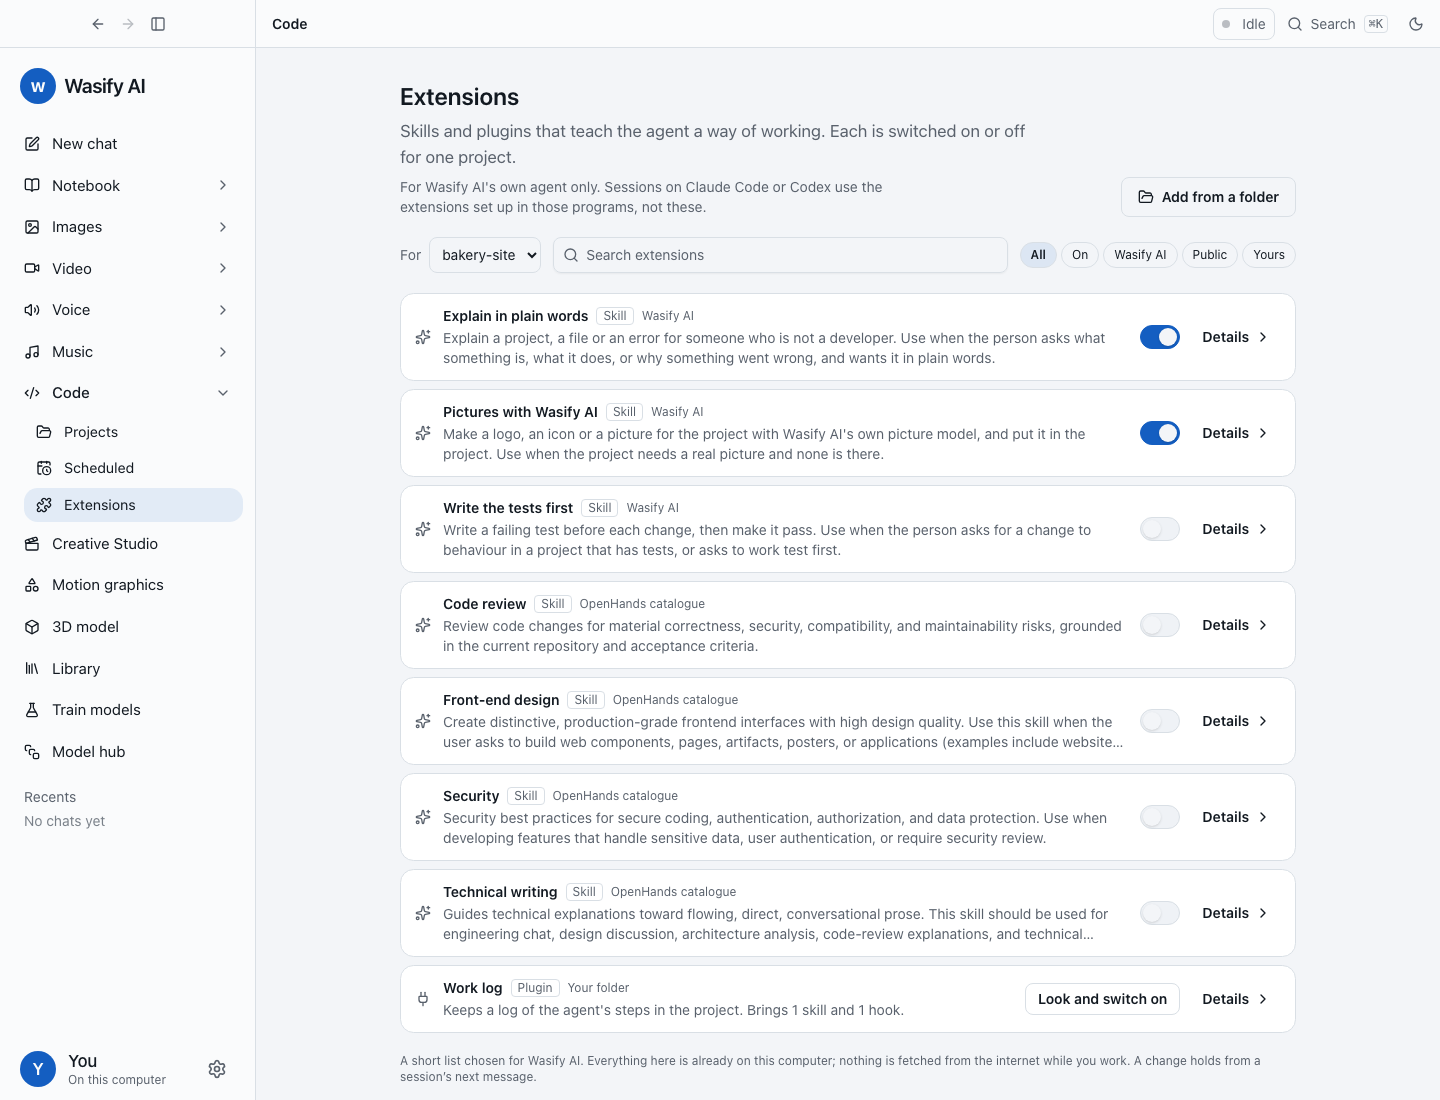 Code
Idle
Search ⌘K
W Wasify AI
New chat
Notebook
Images
Video
Voice
Music
Code
Projects
Scheduled
Extensions
Creative Studio
Motion graphics
3D model
Library
Train models
Model hub
Recents
No chats yet
Y You
On this computer
Extensions
Skills and plugins that teach the agent a way of working. Each is switched on or off
for one project.
For Wasify AI's own agent only. Sessions on Claude Code or Codex use the
extensions set up in those programs, not these.
Add from a folder
For bakery-site Search extensions All On Wasify AI Public Yours
Explain in plain words Skill Wasify AI
Explain a project, a file or an error for someone who is not a developer. Use when the person asks what
something is, what it does, or why something went wrong, and wants it in plain words.
Details
Pictures with Wasify AI Skill Wasify AI
Make a logo, an icon or a picture for the project with Wasify AI's own picture model, and put it in the
project. Use when the project needs a real picture and none is there.
Details
Write the tests first Skill Wasify AI
Write a failing test before each change, then make it pass. Use when the person asks for a change to
behaviour in a project that has tests, or asks to work test first.
Details
Code review Skill OpenHands catalogue
Review code changes for material correctness, security, compatibility, and maintainability risks, grounded
in the current repository and acceptance criteria.
Details
Front-end design Skill OpenHands catalogue
Create distinctive, production-grade frontend interfaces with high design quality. Use this skill when the
user asks to build web components, pages, artifacts, posters, or applications (examples include website...
Details
Security Skill OpenHands catalogue
Security best practices for secure coding, authentication, authorization, and data protection. Use when
developing features that handle sensitive data, user authentication, or require security review.
Details
Technical writing Skill OpenHands catalogue
Guides technical explanations toward flowing, direct, conversational prose. This skill should be used for
engineering chat, design discussion, architecture analysis, code-review explanations, and technical...
Details
Work log Plugin Your folder
Keeps a log of the agent's steps in the project. Brings 1 skill and 1 hook.
Look and switch on
Details
A short list chosen for Wasify AI. Everything here is already on this computer; nothing is fetched from the internet while you work. A change holds from a
session's next message.